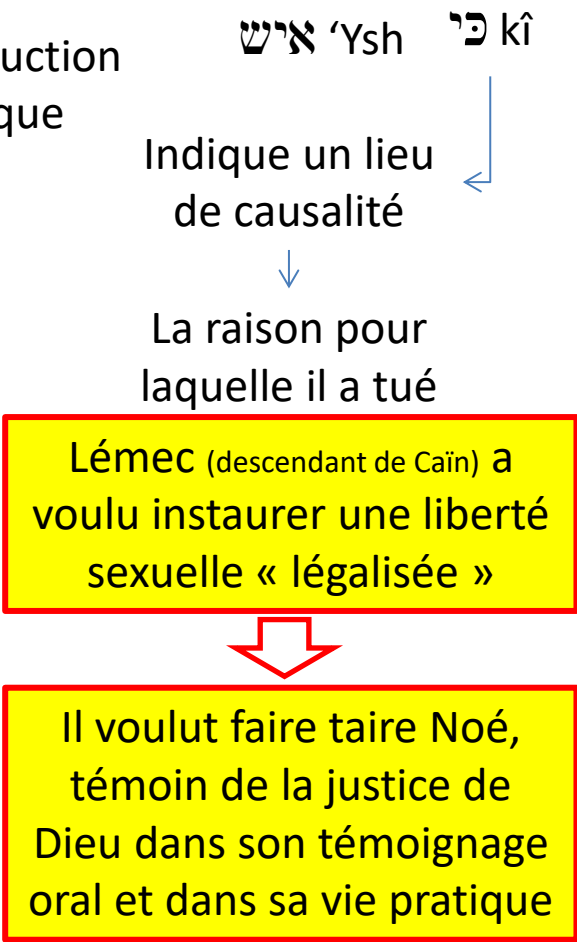 uction
que
איש ‘Ysh כּי kî
Indique un lieu
de causalité
La raison pour
laquelle il a tué
Lémec (descendant de Caïn) a
voulu instaurer une liberté
sexuelle « légalisée »
Il voulut faire taire Noé,
témoin de la justice de
Dieu dans son témoignage
oral et dans sa vie pratique